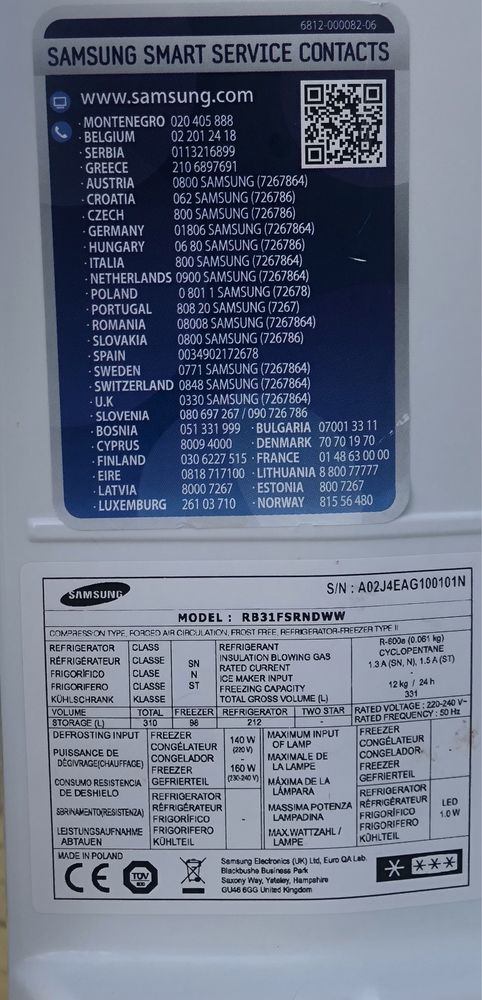 6812-000082-06
SAMSUNG SMART SERVICE CONTACTS
www.samsung.com
· MONTENEGRO 020 405 888
· BELGIUM 02 201 24 18
· SERBIA 0113216899
· GREECE 210 6897691
· AUSTRIA 0800 SAMSUNG (7267864)
· CROATIA 062 SAMSUNG (726786)
· CZECH 800 SAMSUNG (726786)
· GERMANY 01806 SAMSUNG (7267864)
· HUNGARY 06 80 SAMSUNG (726786)
· ITALIA 800 SAMSUNG (7267864)
· NETHERLANDS 0900 SAMSUNG (7267864)
· POLAND 0 801 1 SAMSUNG (72678)
· PORTUGAL 808 20 SAMSUNG (7267)
· ROMANIA 08008 SAMSUNG (7267864)
· SLOVAKIA 0800 SAMSUNG (726786)
· SPAIN 0034902172678
· SWEDEN 0771 SAMSUNG (7267864)
· SWITZERLAND 0848 SAMSUNG (7267864)
· U.K 0330 SAMSUNG (7267864)
· SLOVENIA 080 697 267 / 090 726 786
· BOSNIA 051 331 999 · BULGARIA 07001 33 11
· CYPRUS 8009 4000 · DENMARK 70 70 19 70
· FINLAND 030 6227 515 · FRANCE 01 48 63 00 00
· EIRE 0818 717100 · LITHUANIA 8 800 77777
· LATVIA 8000 7267 · ESTONIA 800 7267
· LUXEMBURG 261 03 710 · NORWAY 815 56 480
SAMSUNG S/N : A02J4EAG100101N
MODEL : RB31FSRNDWW
COMPRESSION TYPE, FORCED AIR CIRCULATION, FROST FREE, REFRIGERATOR-FREEZER TYPE II
REFRIGERATOR CLASS REFRIGERANT R-600a (0.061 kg)
RÉFRIGÉRATEUR CLASSE SN INSULATION BLOWING GAS CYCLOPENTANE
FRIGORÍFICO CLASE N RATED CURRENT 1.3 A (SN, N), 1.5 A (ST)
FRIGORIFERO CLASSE ST ICE MAKER INPUT -
KÜHLSCHRANK KLASSE FREEZING CAPACITY 12 kg / 24 h
TOTAL GROSS VOLUME (L) 331
VOLUME TOTAL FREEZER REFRIGERATOR TWO STAR RATED VOLTAGE : 220-240 V~
STORAGE (L) 310 98 212 RATED FREQUENCY : 50 Hz
DEFROSTING INPUT
PUISSANCE DE
DÉGIVRAGE(CHAUFFAGE)
CONSUMO RESISTENCIA
DE DESHIELO
SBRINAMENTO(RESISTENZA)
LEISTUNGSAUFNAHME
ABTAUEN
FREEZER
CONGÉLATEUR
CONGELADOR
FREEZER
GEFRIERTEIL
140 W
(220 V)
-
160 W
(230-240 V)
REFRIGERATOR
RÉFRIGÉRATEUR
FRIGORÍFICO
FRIGORIFERO
KÜHLTEIL
-
MAXIMUM INPUT
OF LAMP
MAXIMALE DE
LA LAMPE
MÁXIMA DE LA
LÁMPARA
MASSIMA POTENZA
LAMPADINA
MAX.WATTZAHL /
LAMPE
FREEZER
CONGÉLATEUR
CONGELADOR
FREEZER
GEFRIERTEIL
-
REFRIGERATOR
RÉFRIGÉRATEUR
FRIGORÍFICO
FRIGORIFERO
KÜHLTEIL
LED
1.0 W
MADE IN POLAND
CE
TÜV
Samsung Electronics (UK) Ltd, Euro QA Lab.
Blackbushe Business Park
Saxony Way, Yateley, Hampshire
GU46 6GG United Kingdom